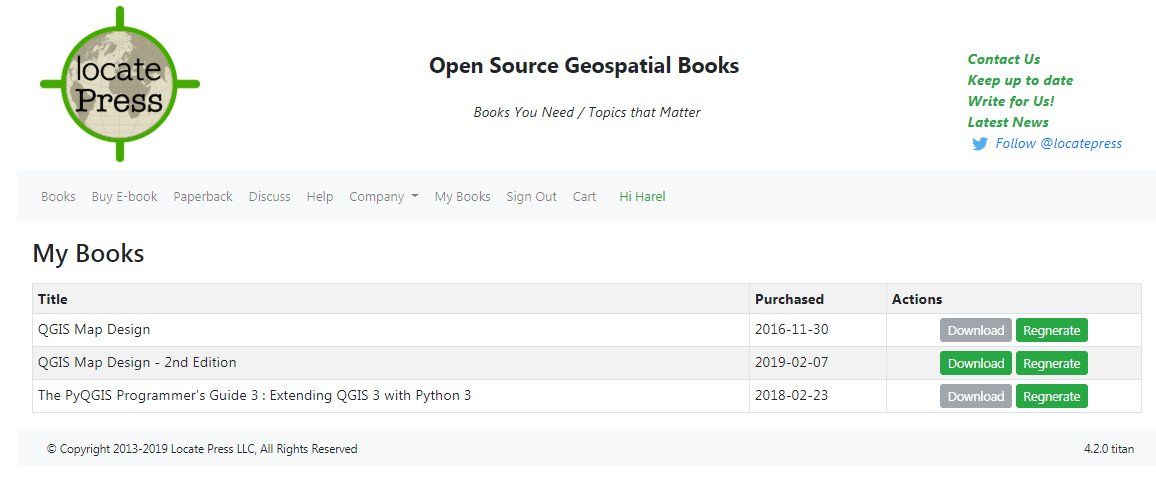 locate
Press
Open Source Geospatial Books
Books You Need / Topics that Matter
Contact Us
Keep up to date
Write for Us!
Latest News
Follow @locatepress
Books Buy E-book Paperback Discuss Help Company My Books Sign Out Cart Hi Harel
My Books
Title Purchased Actions
QGIS Map Design 2016-11-30 Download Regnerate
QGIS Map Design - 2nd Edition 2019-02-07 Download Regnerate
The PyQGIS Programmer's Guide 3 : Extending QGIS 3 with Python 3 2018-02-23 Download Regnerate
© Copyright 2013-2019 Locate Press LLC, All Rights Reserved 4.2.0 titan